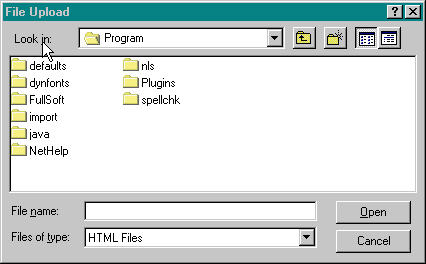 File Upload
Look in: Program
defaults nls
dynfonts Plugins
FullSoft spellchk
import
java
NetHelp
File name: Open
Files of type: HTML Files Cancel